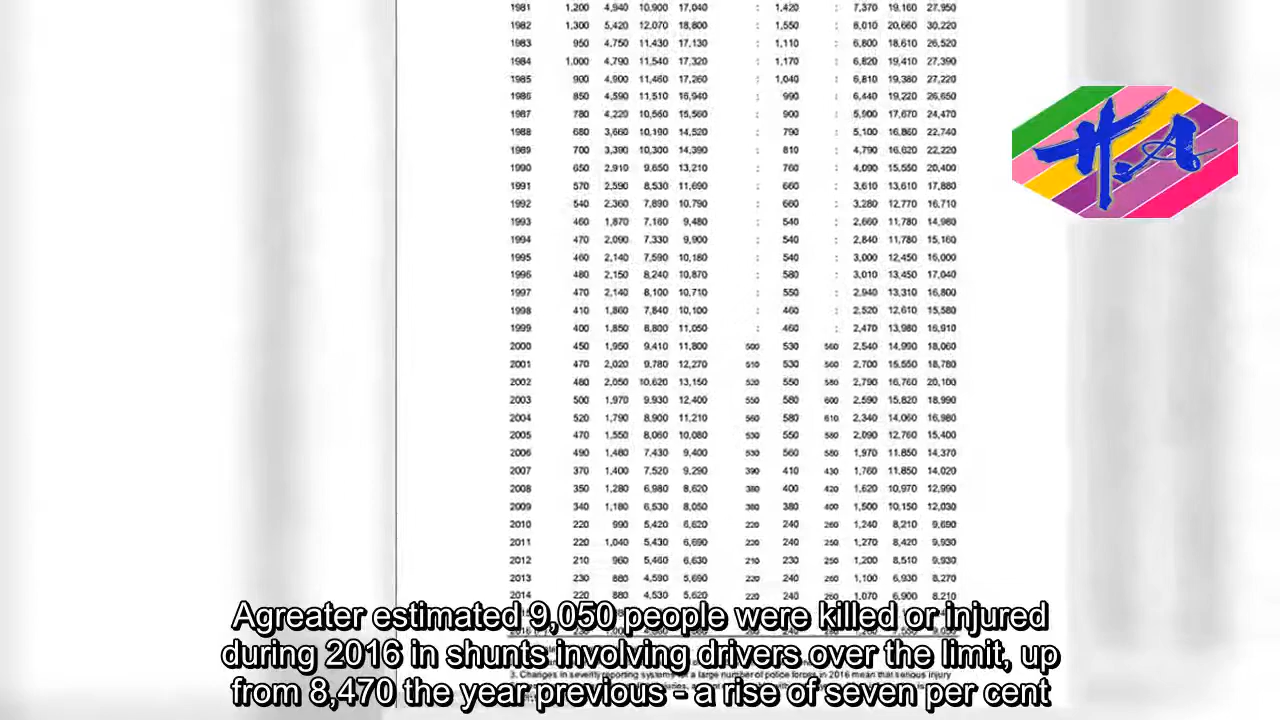 1981 1,200 4,940 10,900 17,040 : 1,420 : 7,370 19,160 27,950
1982 1,300 5,420 12,070 18,800 : 1,550 : 8,010 20,660 30,220
1983 950 4,750 11,430 17,130 : 1,110 : 6,800 18,610 26,520
1984 1,000 4,790 11,540 17,320 : 1,170 : 6,820 19,410 27,390
1985 900 4,900 11,460 17,260 : 1,040 : 6,810 19,380 27,220
1986 850 4,590 11,510 16,940 : 990 : 6,440 19,220 26,650
1987 780 4,220 10,560 15,560 : 900 : 5,900 17,670 24,470
1988 680 3,660 10,190 14,520 : 790 : 5,100 16,860 22,740
1989 700 3,390 10,300 14,390 : 810 : 4,790 16,620 22,220
1990 650 2,910 9,650 13,210 : 760 : 4,090 15,550 20,400
1991 570 2,590 8,530 11,690 : 660 : 3,610 13,610 17,880
1992 540 2,360 7,890 10,790 : 660 : 3,280 12,770 16,710
1993 460 1,870 7,160 9,480 : 540 : 2,660 11,780 14,980
1994 470 2,090 7,330 9,900 : 540 : 2,840 11,780 15,160
1995 460 2,140 7,590 10,180 : 540 : 3,000 12,450 16,000
1996 480 2,150 8,240 10,870 : 580 : 3,010 13,450 17,040
1997 470 2,140 8,100 10,710 : 550 : 2,940 13,310 16,800
1998 410 1,860 7,840 10,100 : 460 : 2,520 12,610 15,580
1999 400 1,850 8,800 11,050 : 460 : 2,470 13,980 16,910
2000 450 1,950 9,410 11,800 500 530 560 2,540 14,990 18,060
2001 470 2,020 9,780 12,270 510 530 560 2,700 15,550 18,780
2002 480 2,050 10,620 13,150 520 550 580 2,790 16,760 20,100
2003 500 1,970 9,930 12,400 550 580 600 2,590 15,820 18,990
2004 520 1,790 8,900 11,210 560 580 610 2,340 14,060 16,980
2005 470 1,550 8,060 10,080 530 550 580 2,090 12,760 15,400
2006 490 1,480 7,430 9,400 530 560 580 1,970 11,850 14,370
2007 370 1,400 7,520 9,290 390 410 430 1,760 11,850 14,020
2008 350 1,280 6,980 8,620 380 400 420 1,620 10,970 12,990
2009 340 1,180 6,530 8,050 360 380 400 1,500 10,150 12,030
2010 220 990 5,420 6,620 220 240 260 1,240 8,210 9,690
2011 220 1,040 5,430 6,690 220 240 250 1,270 8,420 9,930
2012 210 960 5,460 6,630 210 230 250 1,200 8,510 9,930
2013 230 880 4,590 5,690 220 240 260 1,100 6,930 8,270
2014 220 880 4,530 5,620 220 240 260 1,070 6,900 8,210
Agreater estimated 9,050 people were killed or injured
during 2016 in shunts involving drivers over the limit, up
3. Changes in severity reporting systems for a large number of police forces in 2016 mean that serious injury
from 8,470 the year previous - a rise of seven per cent
H.A